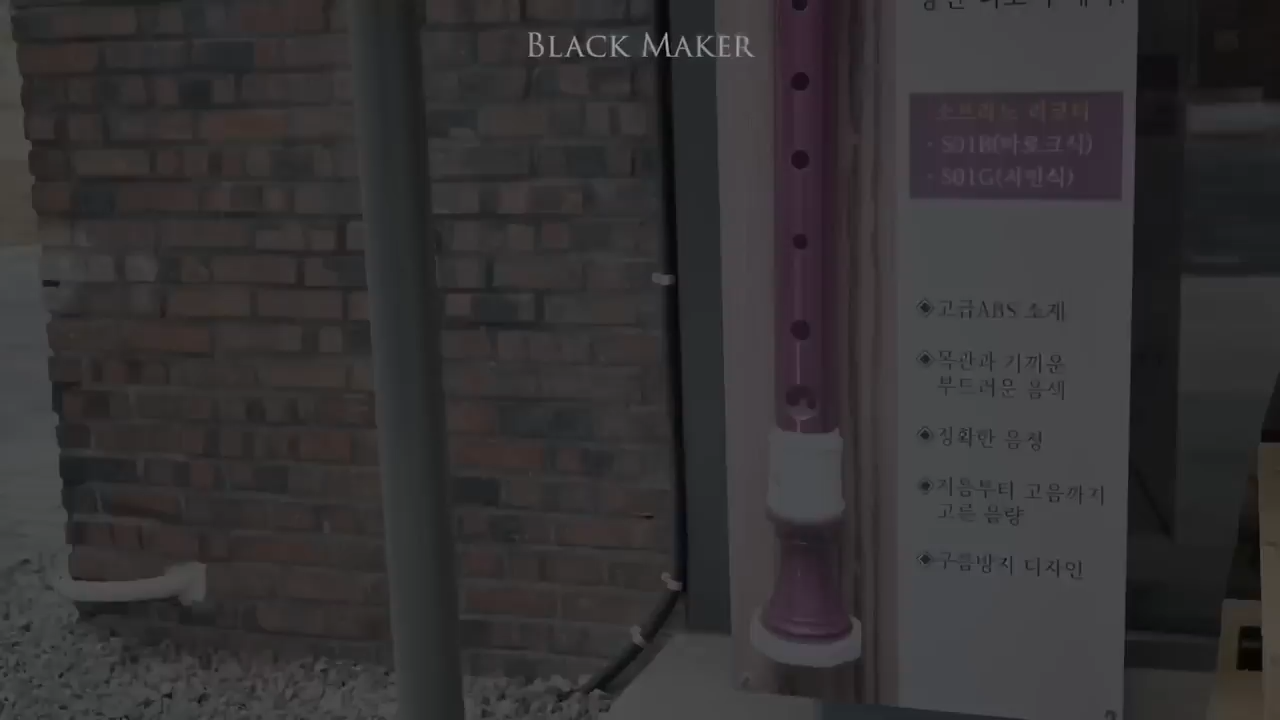 BLACK MAKER
소프라노 리코더
· S01B(바로크식)
· S01G(저먼식)
◈고급ABS 소재
◈목관과 가까운
부드러운 음색
◈정확한 음정
◈저음부터 고음까지
고른 음량
◈구름방지 디자인